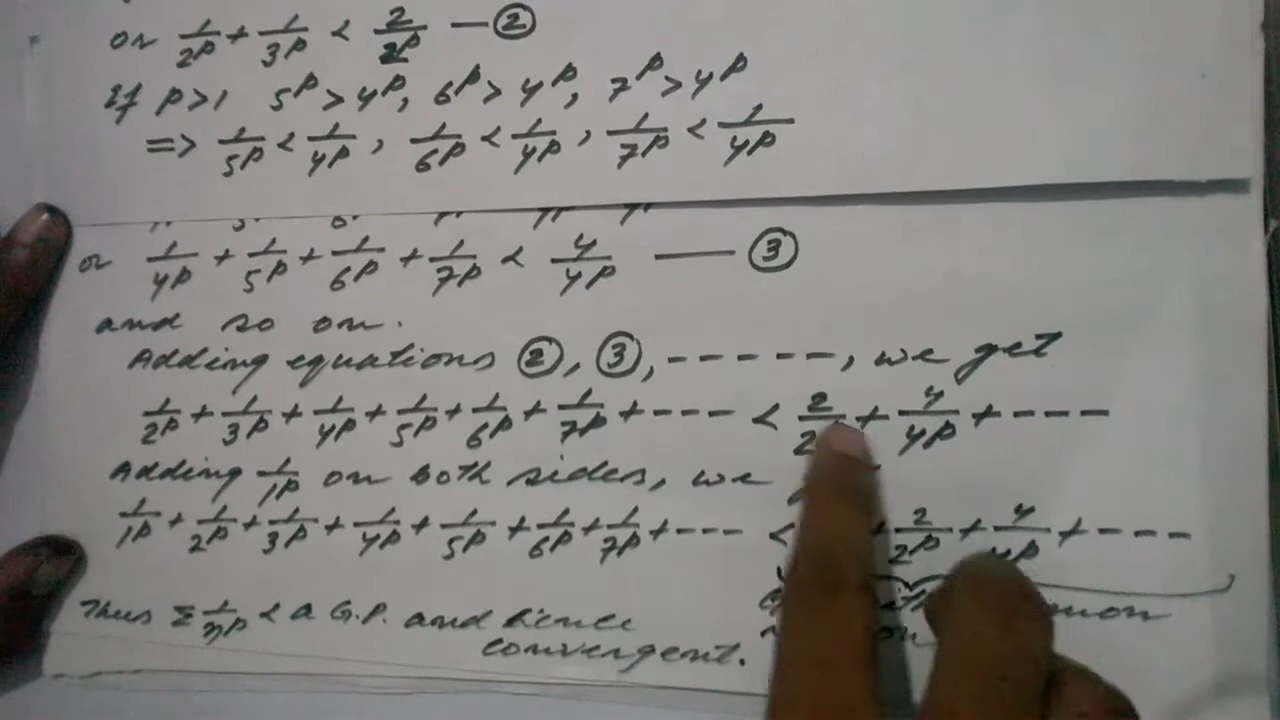 or 1/2^p + 1/3^p < 2/2^p — ②
If p>1 5^p > 4^p, 6^p > 4^p, 7^p > 4^p
=> 1/5^p < 1/4^p, 1/6^p < 1/4^p, 1/7^p < 1/4^p
or 1/4^p + 1/5^p + 1/6^p + 1/7^p < 4/4^p — ③
and so on.
Adding equations ②, ③, - - - - - -, we get
1/2^p + 1/3^p + 1/4^p + 1/5^p + 1/6^p + 1/7^p + - - - - < 2/2 + 4/4^p + - - - -
Adding 1/1^p on both sides, we
1/1^p + 1/2^p + 1/3^p + 1/4^p + 1/5^p + 1/6^p + 1/7^p + - - - - < + 2/2^p + 4/4^p + - - - -
Thus Σ 1/n^p < a G.P. and hence
convergent.